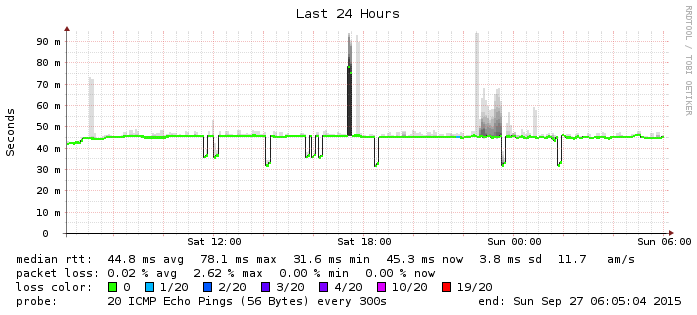 Last 24 Hours
RRDTOOL / TOBI OETIKER
Seconds
90 m
80 m
70 m
60 m
50 m
40 m
30 m
20 m
10 m
0
Sat 12:00 Sat 18:00 Sun 00:00 Sun 06:00
median rtt: 44.8 ms avg 78.1 ms max 31.6 ms min 45.3 ms now 3.8 ms sd 11.7 am/s
packet loss: 0.02 % avg 2.62 % max 0.00 % min 0.00 % now
loss color: 0 1/20 2/20 3/20 4/20 10/20 19/20
probe: 20 ICMP Echo Pings (56 Bytes) every 300s end: Sun Sep 27 06:05:04 2015